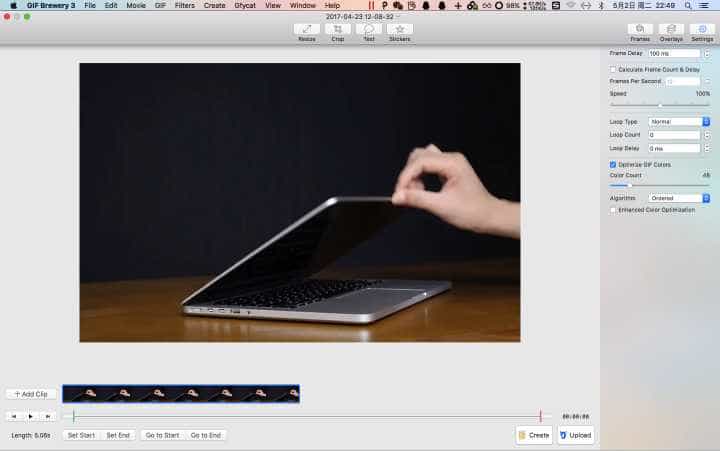 GIF Brewery 3 File Edit Movie GIF Filters Create Gfycat View Window Help 98% 5月2日 周二 22:49
2017-04-23 12-08-32
Resize Crop Text Stickers Frames Overlays Settings
Frame Delay 100 ms
Calculate Frame Count & Delay
Frames Per Second
Speed 100%
Loop Type Normal
Loop Count 0
Loop Delay 0 ms
Optimize GIF Colors
Color Count 48
Algorithm Ordered
Enhanced Color Optimization
+ Add Clip
00:00:00
Length: 5.06s Set Start Set End Go to Start Go to End Create Upload